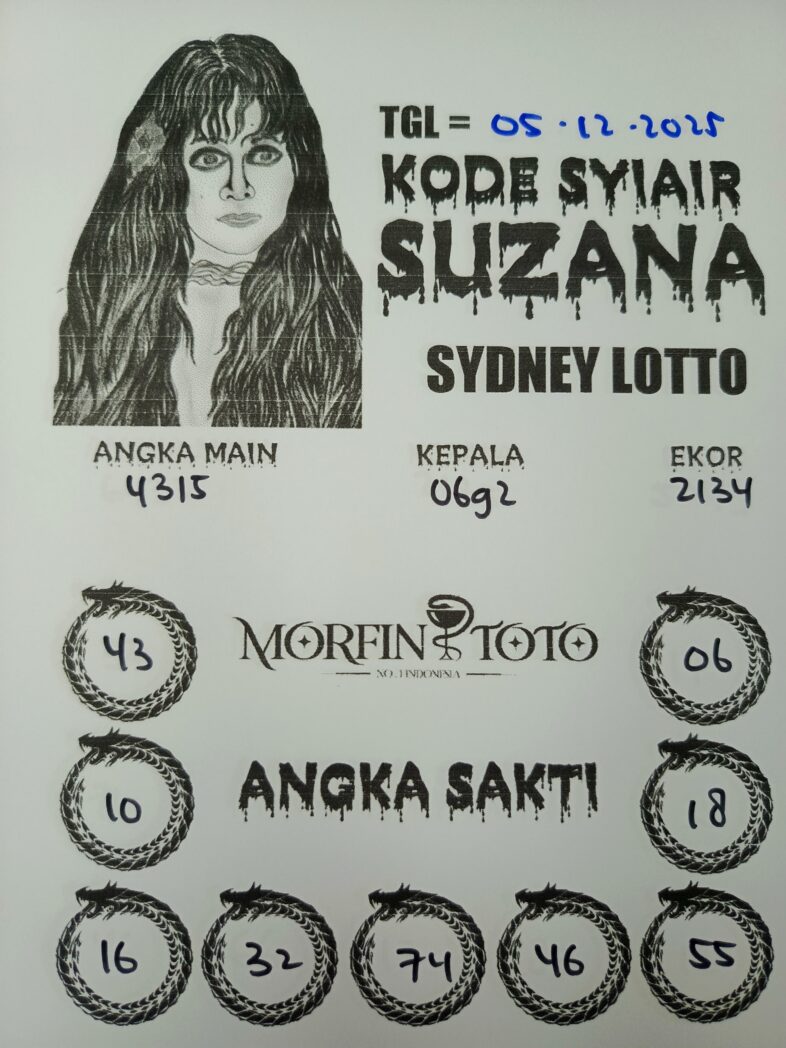 TGL = 05.12.2025
KODE SYIAIR
SUZANA
SYDNEY LOTTO
ANGKA MAIN KEPALA EKOR
4315 0692 2134
43 MORFIN TOTO 06
NO.1 INDONESIA
10 ANGKA SAKTI 18
16 32 74 46 55